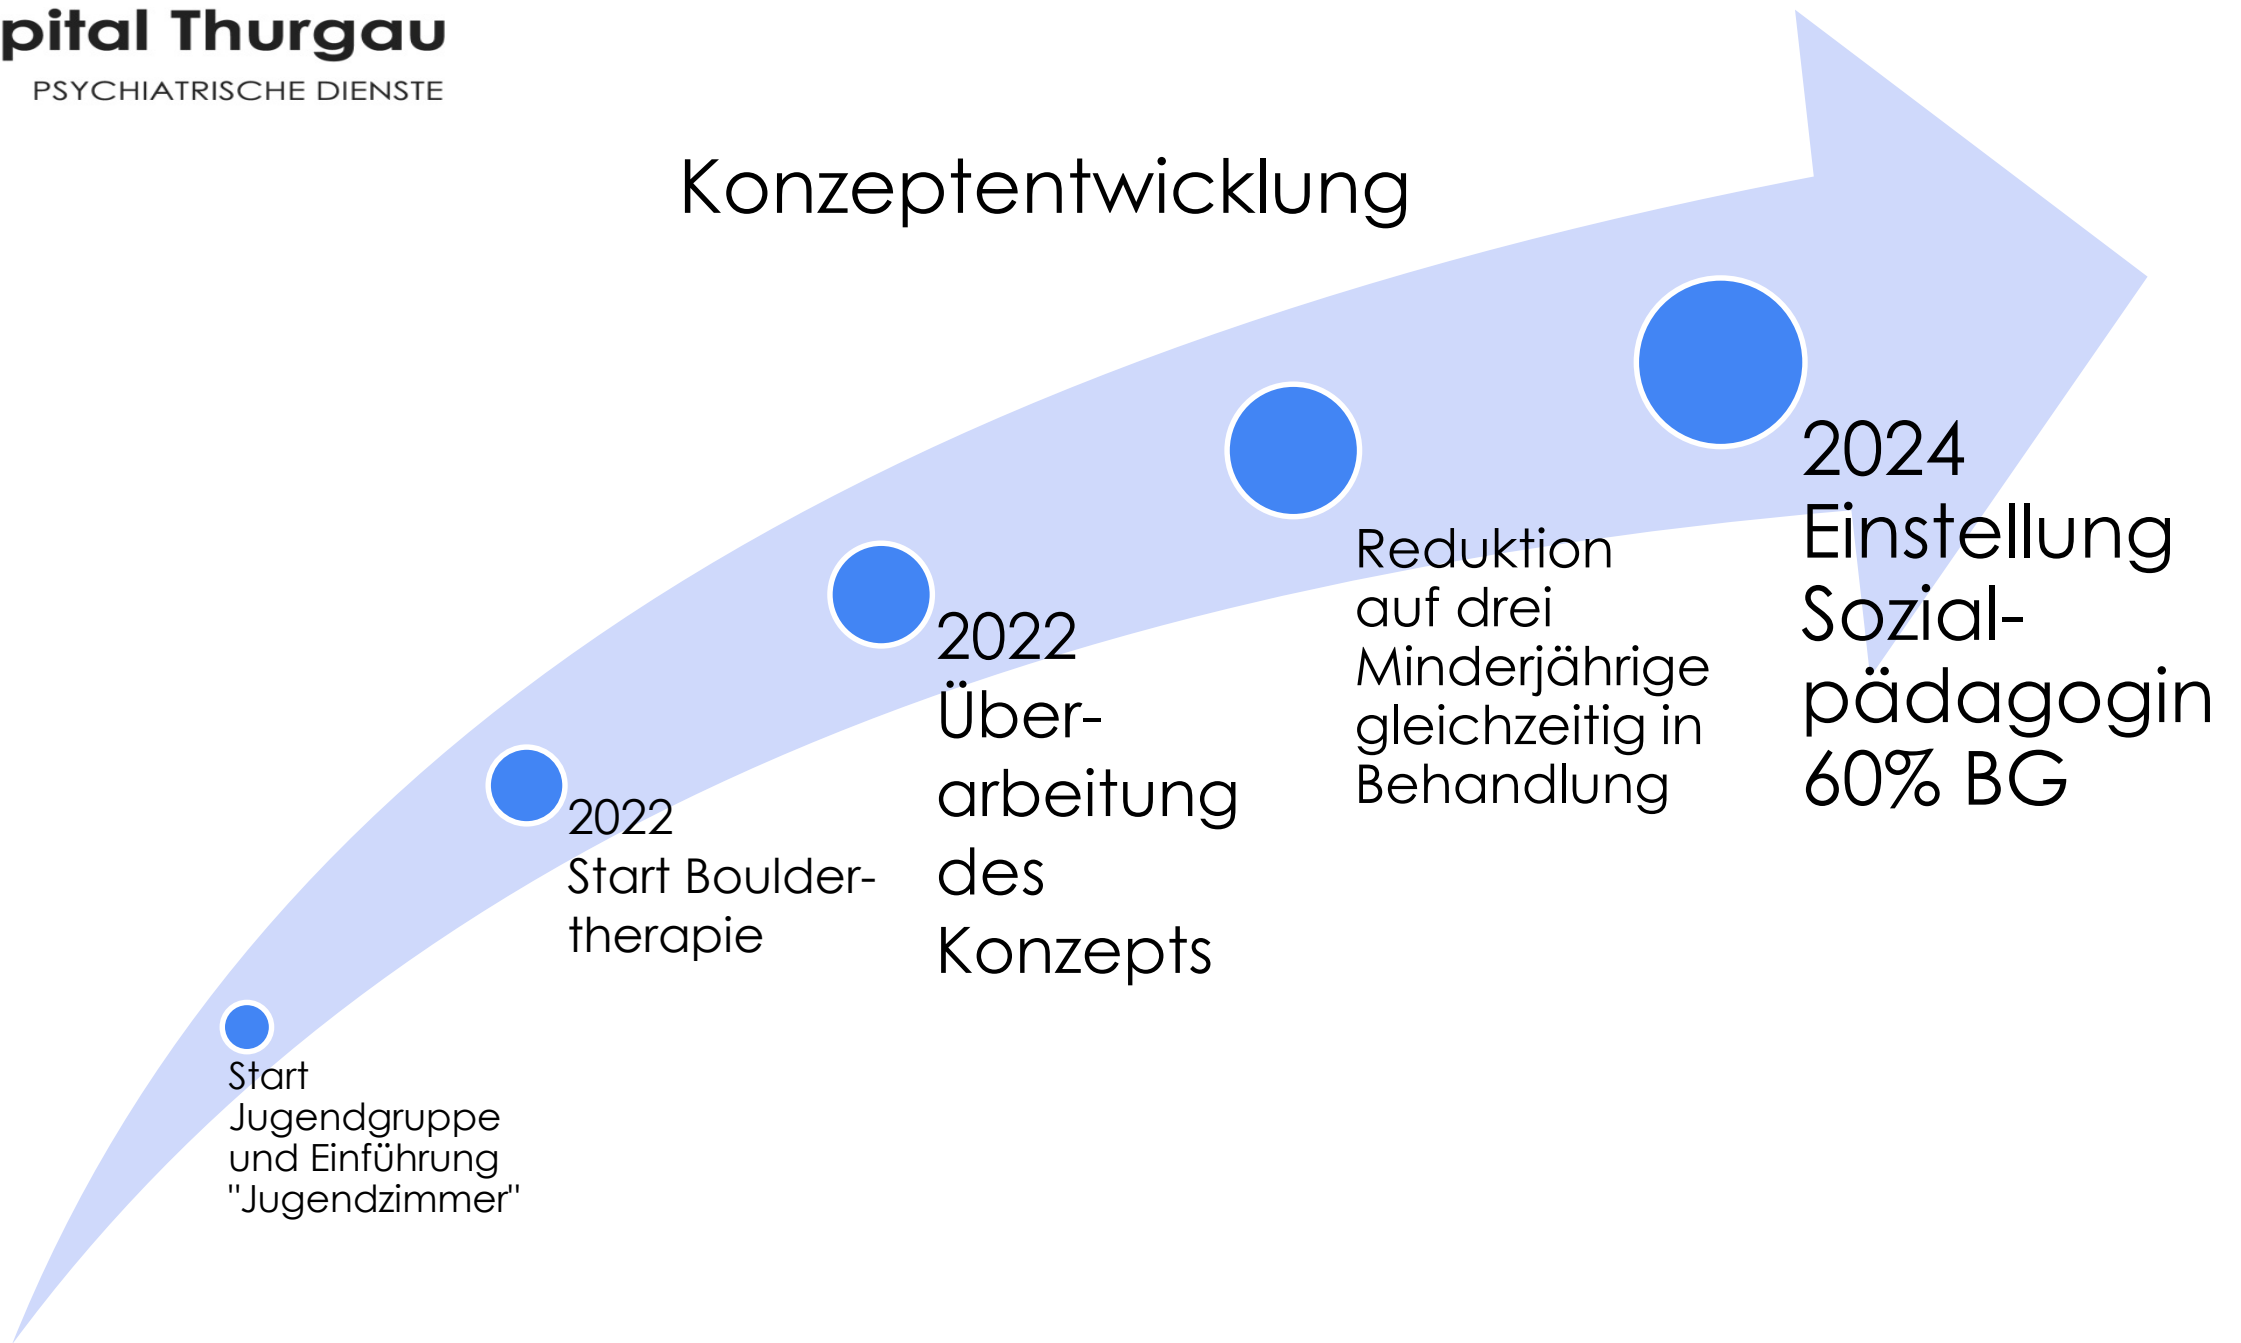 pital Thurgau
PSYCHIATRISCHE DIENSTE
Konzeptentwicklung
Start
Jugendgruppe
und Einführung
"Jugendzimmer"
2022
Start Boulder-
therapie
2022
Über-
arbeitung
des
Konzepts
Reduktion
auf drei
Minderjährige
gleichzeitig in
Behandlung
2024
Einstellung
Sozial-
pädagogin
60% BG